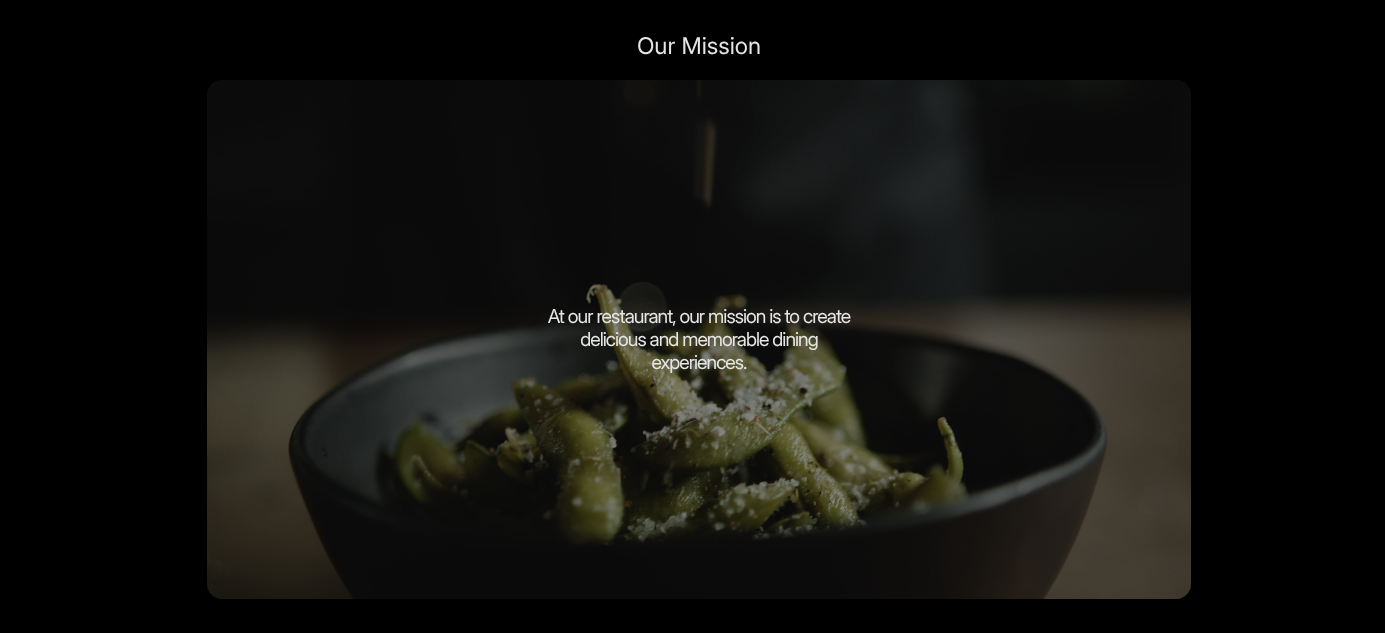 Our Mission
At our restaurant, our mission is to create
delicious and memorable dining
experiences.